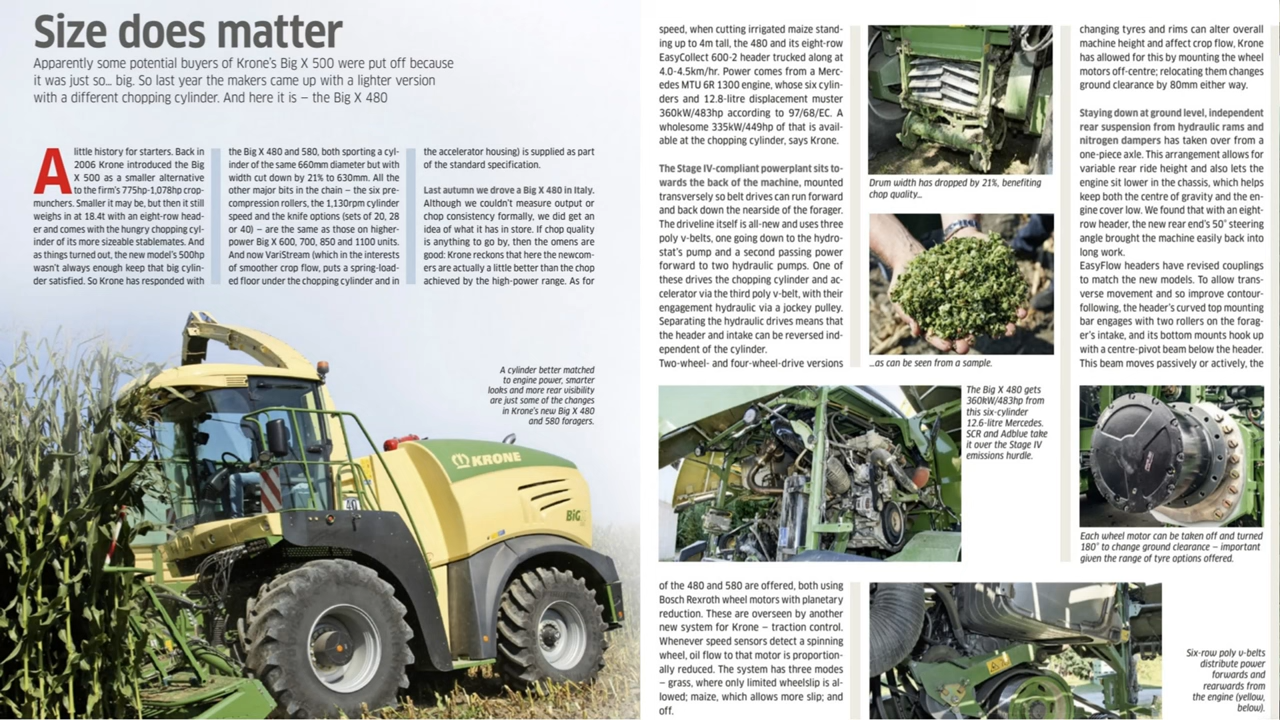 Size does matter
Apparently some potential buyers of Krone's Big X 500 were put off because
it was just so... big. So last year the makers came up with a lighter version
with a different chopping cylinder. And here it is – the Big X 480
A little history for starters. Back in
2006 Krone introduced the Big
X 500 as a smaller alternative
to the firm's 775hp-1,078hp crop-
munchers. Smaller it may be, but then it still
weighs in at 18.4t with an eight-row head-
er and comes with the hungry chopping cyl-
inder of its more sizeable stablemates. And
as things turned out, the new model's 500hp
wasn't always enough keep that big cylin-
der satisfied. So Krone has responded with
the Big X 480 and 580, both sporting a cyl-
inder of the same 660mm diameter but with
width cut down by 21% to 630mm. All the
other major bits in the chain – the six pre-
compression rollers, the 1,130rpm cylinder
speed and the knife options (sets of 20, 28
or 40) – are the same as on those higher-
power Big X 600, 700, 850 and 1100 units.
And now VariStream (which in the interests
of smoother crop flow, puts a spring-load-
ed floor under the chopping cylinder and in
the accelerator housing) is supplied as part
of the standard specification.
Last autumn we drove a Big X 480 in Italy.
Although we couldn't measure output or
chop consistency formally, we did get an
idea of what it has in store. If chop quality
is anything to go by, then the omens are
good: Krone reckons that here the newcom-
ers are actually a little better than the chop
achieved by the high-power range. As for
A cylinder better matched
to engine power, smarter
looks and more rear visibility
are just some of the changes
in Krone's new Big X 480
and 580 foragers.
KRONE
BiG
speed, when cutting irrigated maize stand-
ing up to 4m tall, the 480 and its eight-row
EasyCollect 600-2 header trucked along at
4.0-4.5km/hr. Power comes from a Merc-
edes MTU 6R 1300 engine, whose six cylin-
ders and 12.8-litre displacement muster
360kW/483hp according to 97/68/EC. A
wholesome 335kW/449hp of that is avail-
able at the chopping cylinder, says Krone.
The Stage IV-compliant powerplant sits to-
wards the back of the machine, mounted
transversely so belt drives can run forward
and back down the nearside of the forager.
The driveline itself is all-new and uses three
poly v-belts, one going down to the hydro-
stat's pump and a second passing power
forward to two hydraulic pumps. One of
these drives the chopping cylinder and ac-
celerator via the third poly v-belt, with their
engagement hydraulic via a jockey pulley.
Separating the hydraulic drives means that
the header and intake can be reversed ind-
ependent of the cylinder.
Two-wheel- and four-wheel-drive versions
of the 480 and 580 are offered, both using
Bosch Rexroth wheel motors with planetary
reduction. These are overseen by another
new system for Krone – traction control.
Whenever speed sensors detect a spinning
wheel, oil flow to that motor is proportion-
ally reduced. The system has three modes
– grass, where only limited wheelslip is al-
lowed; maize, which allows more slip; and
off.
Drum width has dropped by 21%, benefiting
chop quality...
...as can be seen from a sample.
The Big X 480 gets
360kW/483hp from
this six-cylinder
12.6-litre Mercedes.
SCR and Adblue take
it over the Stage IV
emissions hurdle.
changing tyres and rims can alter overall
machine height and affect crop flow, Krone
has allowed for this by mounting the wheel
motors off-centre; relocating them changes
ground clearance by 80mm either way.
Staying down at ground level, independent
rear suspension from hydraulic rams and
nitrogen dampers has taken over from a
one-piece axle. This arrangement allows for
variable rear ride height and also lets the
engine sit lower in the chassis, which helps
keep both the centre of gravity and the en-
gine cover low. We found that with an eight-
row header, the new rear end's 50° steering
angle brought the machine easily back into
long work.
EasyFlow headers have revised couplings
to match the new models. To allow trans-
verse movement and so improve contour-
following, the header's curved top mounting
bar engages with two rollers on the forag-
er's intake, and its bottom mounts hook up
with a centre-pivot beam below the header.
This beam moves passively or actively, the
Each wheel motor can be taken off and turned
180° to change ground clearance – important
given the range of tyre options offered.
Six-row poly v-belts
distribute power
forwards and
rearwards from
the engine (yellow,
below).